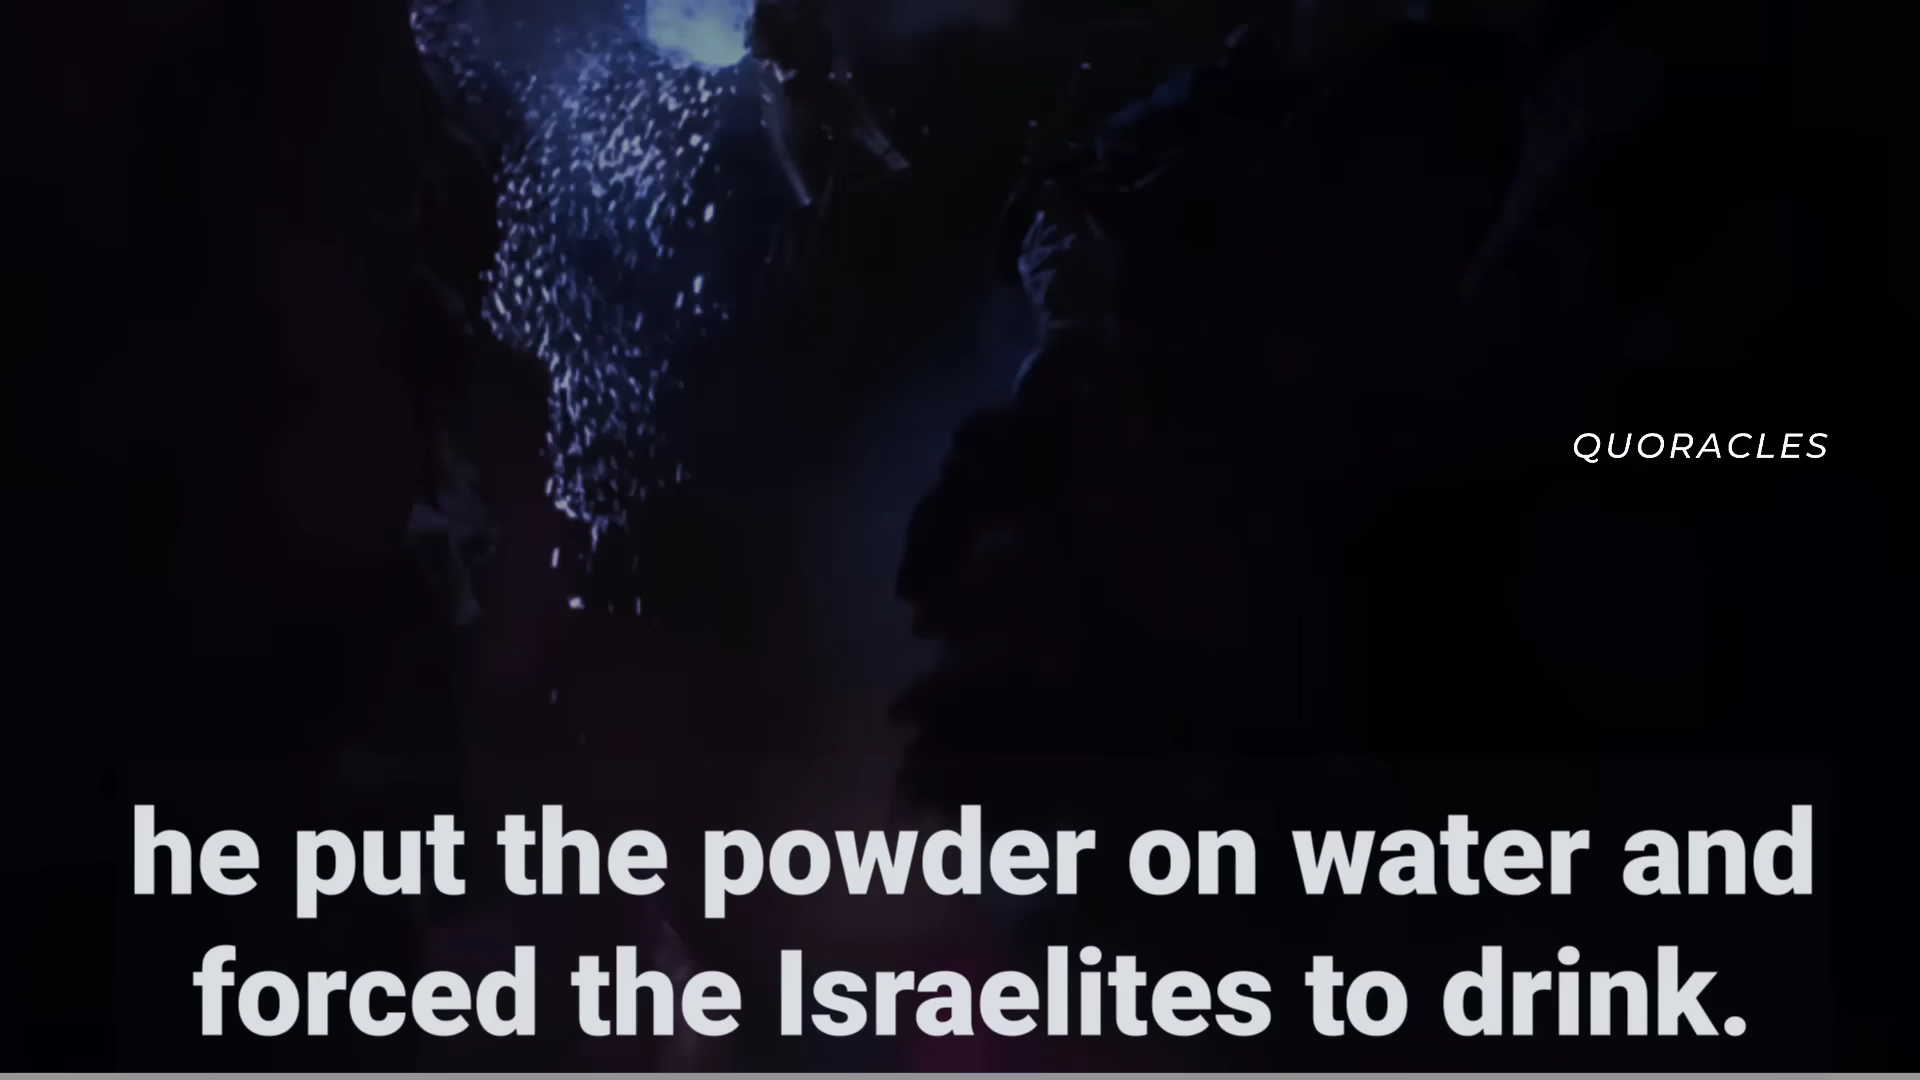 QUORACLES
he put the powder on water and
forced the Israelites to drink.